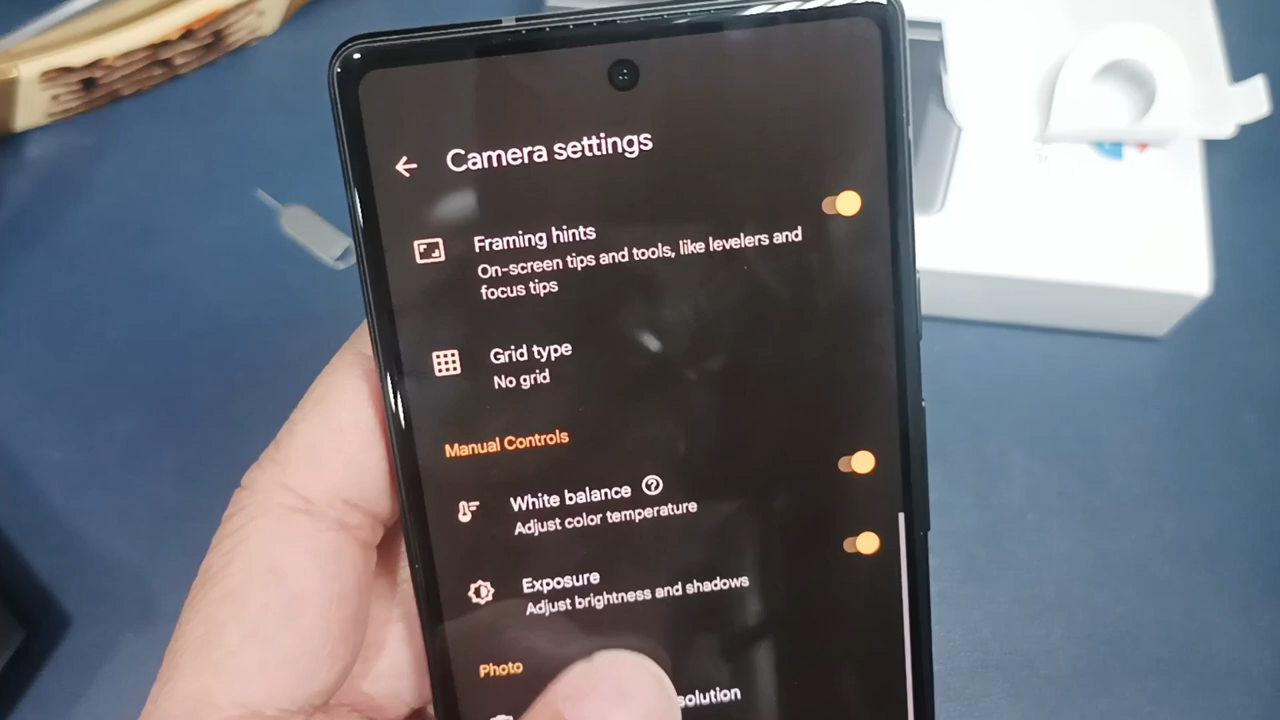 Camera settings
Framing hints
On-screen tips and tools, like levelers and
focus tips
Grid type
No grid
Manual Controls
White balance
Adjust color temperature
Exposure
Adjust brightness and shadows
Photo
solution